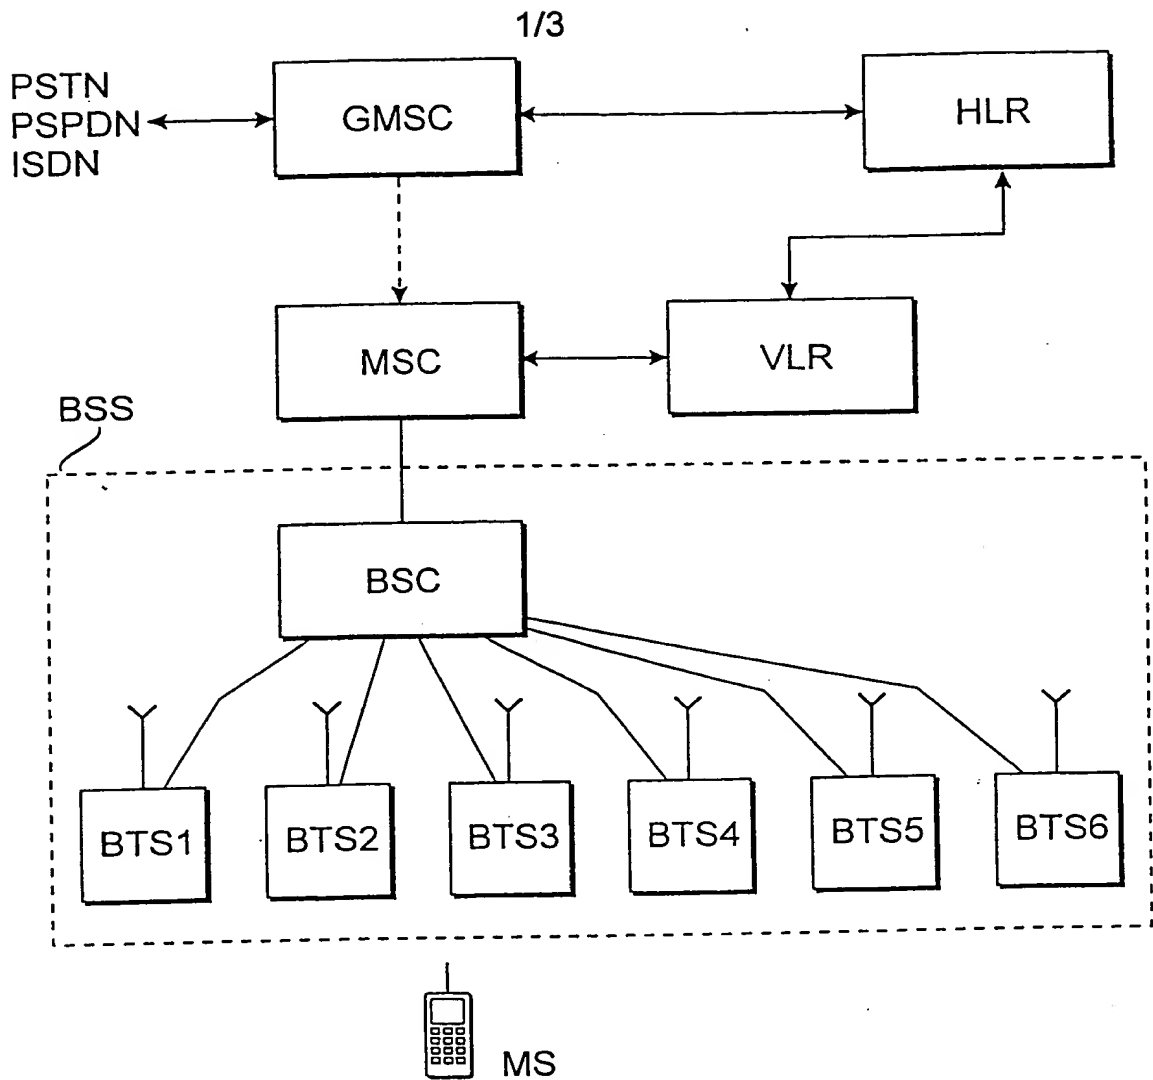 1/3
PSTN
PSPDN
ISDN
GMSC
HLR
MSC
VLR
BSS
BSC
BTS1
BTS2
BTS3
BTS4
BTS5
BTS6
MS